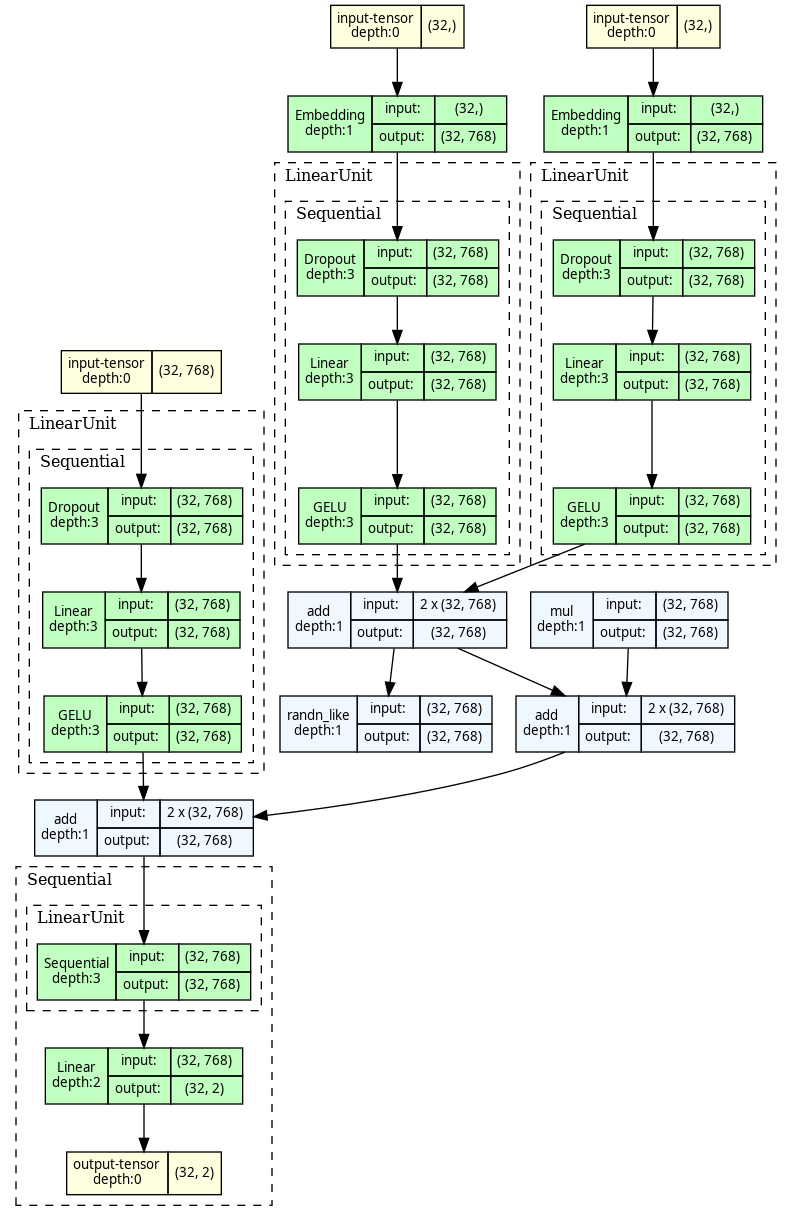 input-tensor
depth:0
(32,)
input-tensor
depth:0
(32,)
Embedding
depth:1
input:
(32,)
output:
(32, 768)
Embedding
depth:1
input:
(32,)
output:
(32, 768)
LinearUnit
Sequential
Dropout
depth:3
input:
(32, 768)
output:
(32, 768)
Linear
depth:3
input:
(32, 768)
output:
(32, 768)
GELU
depth:3
input:
(32, 768)
output:
(32, 768)
LinearUnit
Sequential
Dropout
depth:3
input:
(32, 768)
output:
(32, 768)
Linear
depth:3
input:
(32, 768)
output:
(32, 768)
GELU
depth:3
input:
(32, 768)
output:
(32, 768)
input-tensor
depth:0
(32, 768)
LinearUnit
Sequential
Dropout
depth:3
input:
(32, 768)
output:
(32, 768)
Linear
depth:3
input:
(32, 768)
output:
(32, 768)
GELU
depth:3
input:
(32, 768)
output:
(32, 768)
add
depth:1
input:
2 x (32, 768)
output:
(32, 768)
mul
depth:1
input:
(32, 768)
output:
(32, 768)
randn_like
depth:1
input:
(32, 768)
output:
(32, 768)
add
depth:1
input:
2 x (32, 768)
output:
(32, 768)
add
depth:1
input:
2 x (32, 768)
output:
(32, 768)
Sequential
LinearUnit
Sequential
depth:3
input:
(32, 768)
output:
(32, 768)
Linear
depth:2
input:
(32, 768)
output:
(32, 2)
output-tensor
depth:0
(32, 2)